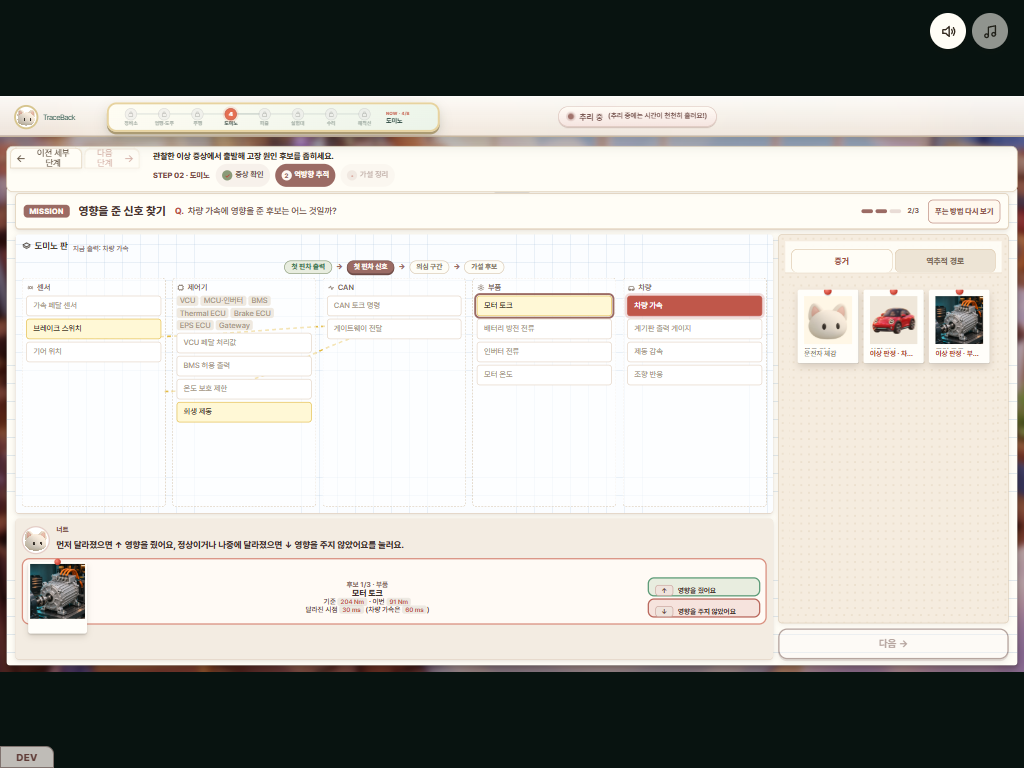 TraceBack
도미노
NOW · 4/8
도미노
추리 중 (추리 중에는 시간이 천천히 흘러요!)
← 이전 세부 단계
다음 단계 →
관찰한 이상 증상에서 출발해 고장 원인 후보를 좁히세요.
STEP 02 · 도미노
증상 확인
2 역방향 추적
가설 정리
MISSION 영향을 준 신호 찾기 Q. 차량 가속에 영향을 준 후보는 어느 것일까?
2/3
푸는 방법 다시 보기
도미노 판 지금 출력: 차량 가속
첫 편차 출력 → 첫 편차 신호 → 의심 구간 → 가설 후보
센서
가속 페달 센서
브레이크 스위치
기어 위치
제어기
VCU MCU·인버터 BMS
Thermal ECU Brake ECU
EPS ECU Gateway
VCU 페달 처리값
BMS 허용 출력
온도 보호 제한
회생 제동
CAN
CAN 토크 명령
게이트웨이 전달
부품
모터 토크
배터리 방전 전류
인버터 전류
모터 온도
차량
차량 가속
계기판 출력 게이지
제동 감속
조향 반응
증거
역추적 경로
운전자 체감
이상 판정 · 차...
이상 판정 · 부...
너트
먼저 달라졌으면 ↑ 영향을 줬어요, 정상이거나 나중에 달라졌으면 ↓ 영향을 주지 않았어요를 눌러요.
후보 1/3 · 부품
모터 토크
기준 204 Nm · 이번 91 Nm
달라진 시점 30 ms (차량 가속은 60 ms )
↑ 영향을 줬어요
↓ 영향을 주지 않았어요
다음 →
DEV